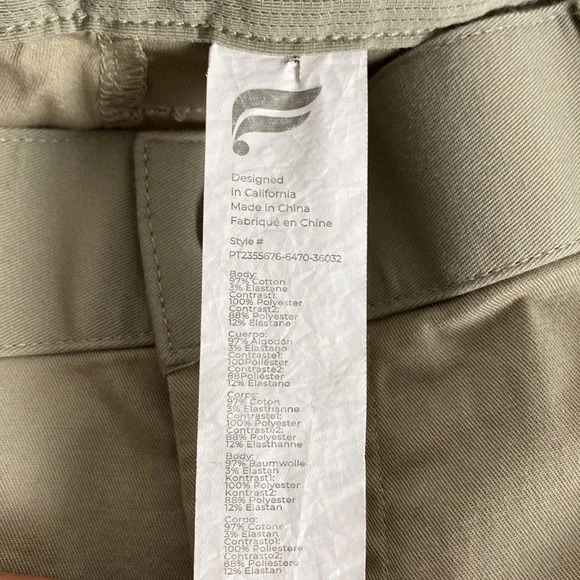 Designed
In California
Made in China
Fabriqué en Chine
Style #
PT2355676-6470-36032
Body:
97% Cotton
3% Elastane
Contrast1:
100% Polyester
Contrast2:
88% Polyester
12% Elastane
Cuerpo:
97% Algodón
3% Elastano
Contraste1:
100Poliéster
Contraste2:
88Poliéster
12% Elastano
Corps:
97% Coton
3% Elasthanne
Contraste1:
100% Polyester
Contraste2:
88% Polyester
12% Elasthanne
Body:
97% Baumwolle
3% Elastan
Kontrast1:
100% Polyester
Kontrast2:
88% Polyester
12% Elastan
Corpo:
97% Cotone
3% Elastan
Contrasto1:
100% Poliestere
Contrasto2:
88% Poliestere
12% Elastan